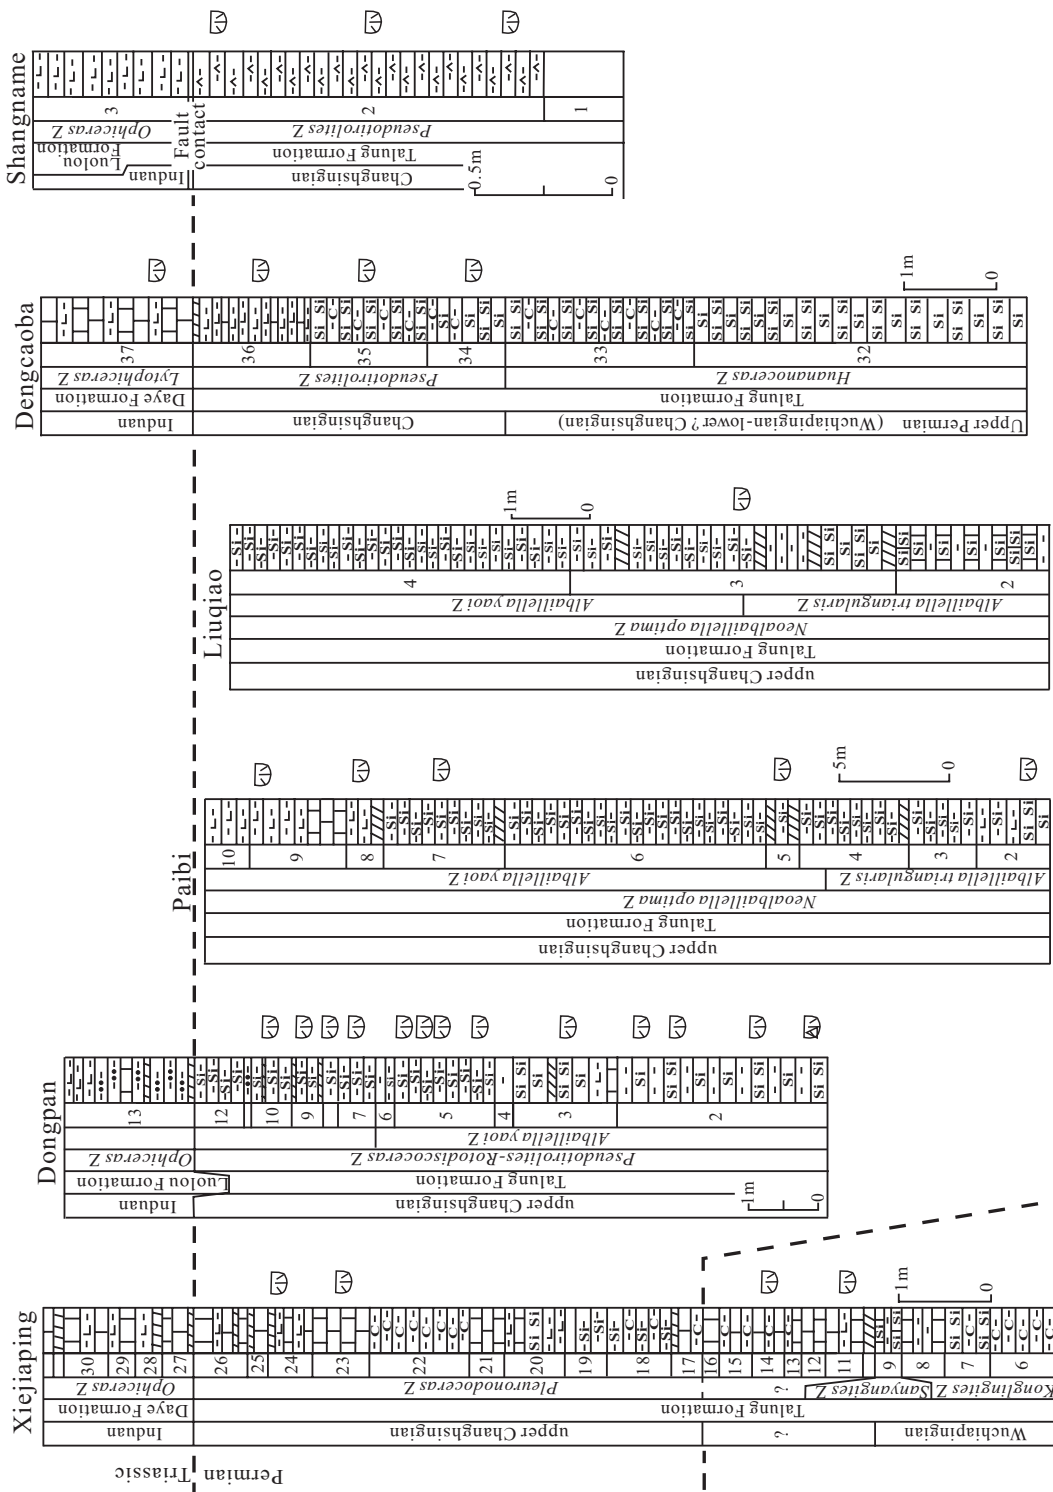 Shangname
Induan
Changhsingian
Luolou
Formation
Talung Formation
Fault
contact
Ophiceras Z
Pseudotirolites Z
3
2
1
0.5m
0
Dengcaoba
Induan
Changhsingian
(Wuchiapingian-lower ? Changhsingian)
Upper Permian
Daye Formation
Talung Formation
Lytophiceras Z
Pseudotirolites Z
Huananoceras Z
37
36
35
34
33
32
1m
0
Liuqiao
upper Changhsingian
Talung Formation
Neoalbaillella optima Z
Albaillella yaoi Z
Albaillella triangularis Z
4
3
2
1m
0
Paibi
upper Changhsingian
Talung Formation
Neoalbaillella optima Z
Albaillella yaoi Z
Albaillella triangularis Z
10
9
8
7
6
5
4
3
2
5m
0
Dongpan
Induan
upper Changhsingian
Luolou Formation
Talung Formation
Ophiceras Z
Pseudotirolites-Rotodiscoceras Z
Albaillella yaoi Z
13
12
10
9
7
6
5
4
3
2
1m
0
Xiejiaping
Triassic
Permian
Induan
upper Changhsingian
?
Wuchiapingian
Daye Formation
Talung Formation
Ophiceras Z
Pleuronodoceras Z
?
Sanyangites Z
Konglingites Z
30
29
28
27
26
25
24
23
22
21
20
19
18
17
16
15
14
13
12
11
9
8
7
6
1m
0